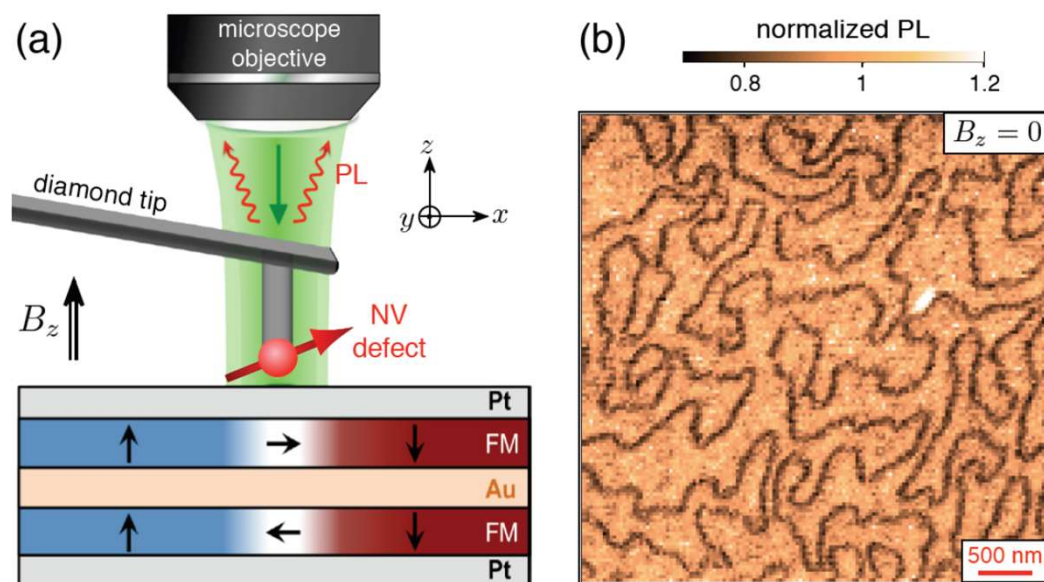 (a)
microscope
objective
diamond tip
PL
z
y
x
B_z
NV
defect
Pt
FM
Au
FM
Pt
(b)
normalized PL
0.8
1
1.2
B_z = 0
500 nm